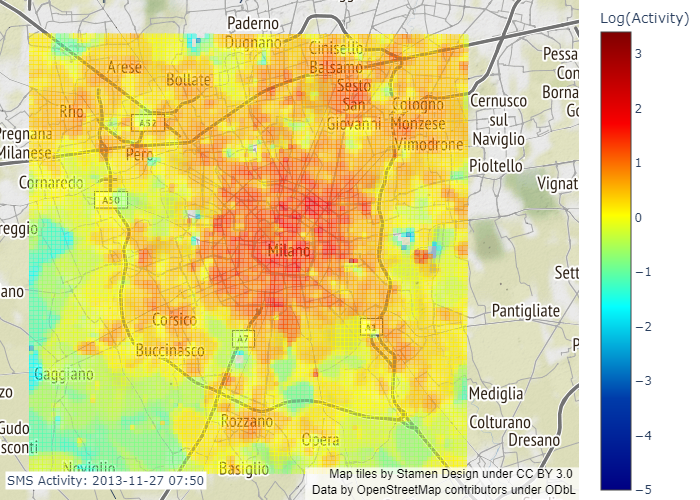 Log(Activity)
Paderno
Dugnano
Cinisello
Balsamo
Arese
Bollate
Sesto
San
Giovanni
Rho
A52
Cologno
Monzese
Vimodrone
Pessa
Con
Borna
Go
Cernusco
sul
Naviglio
Pregnana
Milanese
Pero
Pioltello
Cornaredo
Vignat
A50
reggio
Milano
Sett
ano
Corsico
Pantigliate
A7
A3
Buccinasco
P
Gaggiano
zo
Mediglia
Rozzano
Colturano
Gudo
sconti
Opera
Dresano
Noviglio
Basiglio
3
2
1
0
−1
−2
−3
−4
−5
SMS Activity: 2013-11-27 07:50
Map tiles by Stamen Design under CC BY 3.0
Data by OpenStreetMap contributors under ODbL